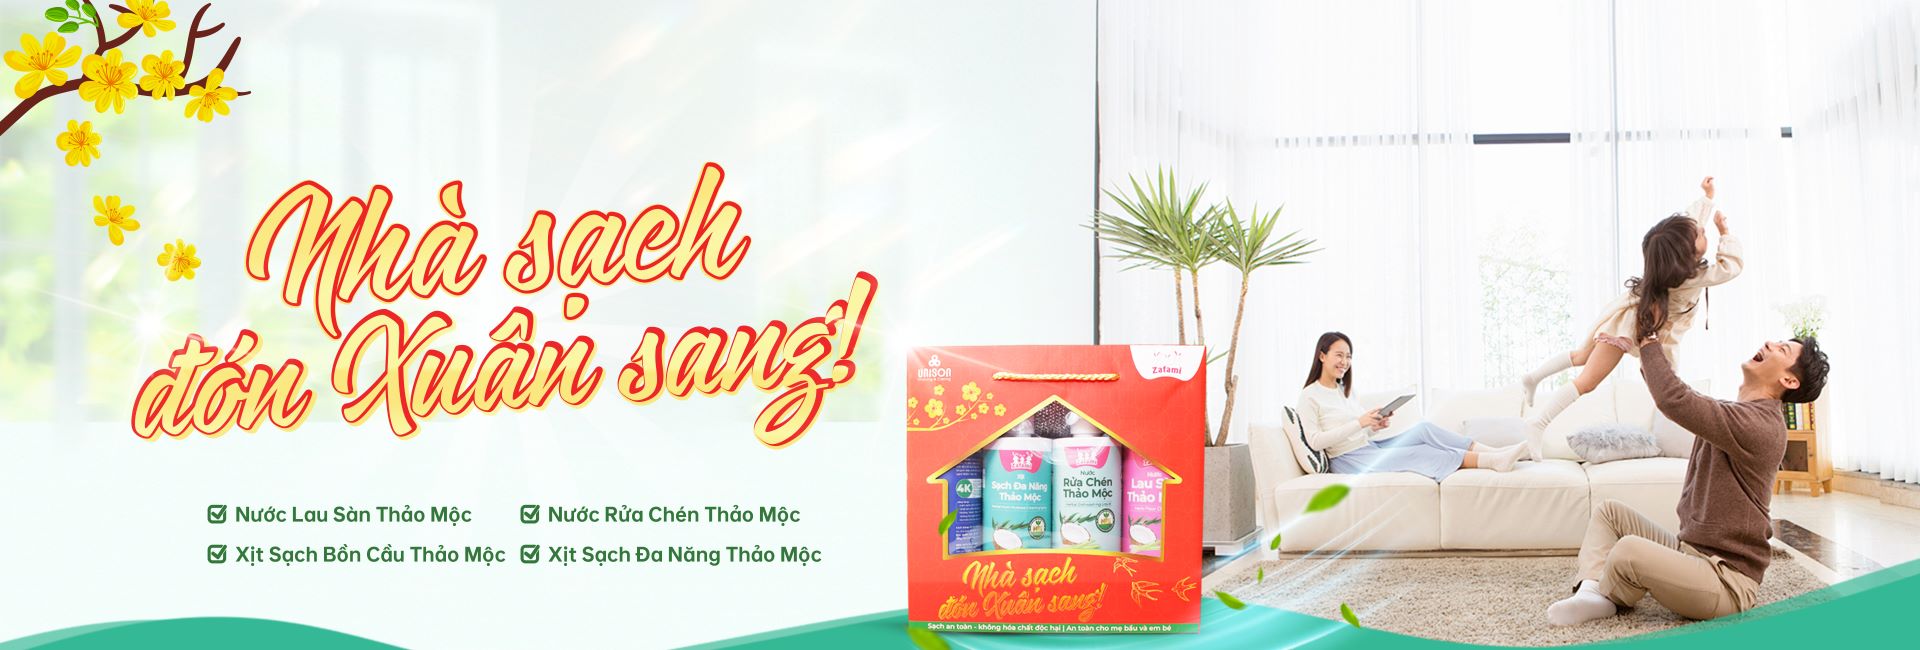 Nhà sạch
đón Xuân sang!
Nước Lau Sàn Thảo Mộc
Nước Rửa Chén Thảo Mộc
Xịt Sạch Bồn Cầu Thảo Mộc
Xịt Sạch Đa Năng Thảo Mộc
UNISON
Zafami
4K
Xịt
Sạch Đa Năng
Thảo Mộc
Nước
Rửa Chén
Thảo Mộc
Nước
Lau S
Thảo
Nhà sạch
đón Xuân sang!
Sạch an toàn - không hóa chất độc hại | An toàn cho mẹ bầu và em bé